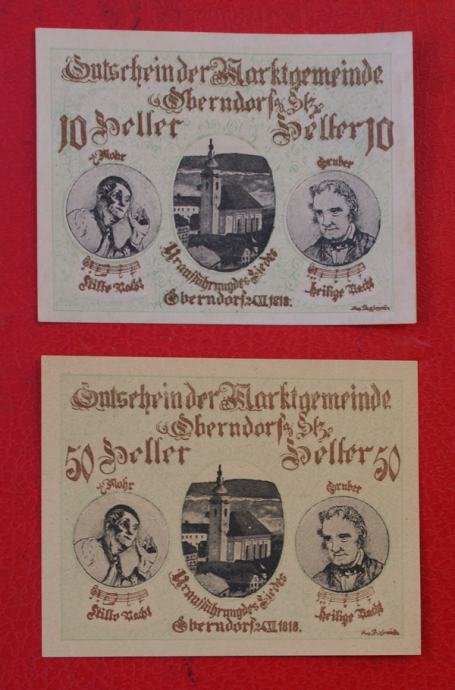 Gutschein der Marktgemeinde
Oberndorf a/Sbg
10 Heller Heller 10
J. Mohr
Gruber
Stille Nacht
Uraufführung des Liedes
Heilige Nacht
Oberndorf 24.XII.1818.
Gutschein der Marktgemeinde
Oberndorf
50 Heller Heller 50
J. Mohr
Gruber
Stille Nacht
Uraufführung des Liedes
Heilige Nacht
Oberndorf 24.XII.1818.